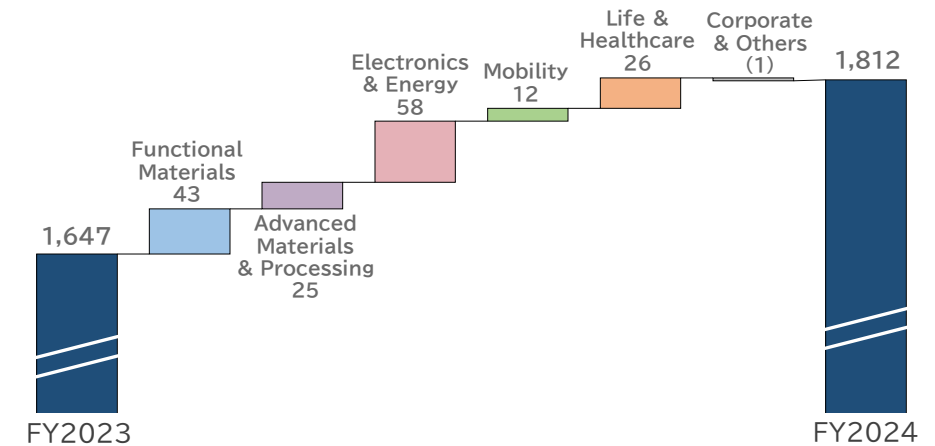 1,647
FY2023
Functional
Materials
43
Advanced
Materials
& Processing
25
Electronics
& Energy
58
Mobility
12
Life &
Healthcare
26
Corporate
& Others
(1)
1,812
FY2024